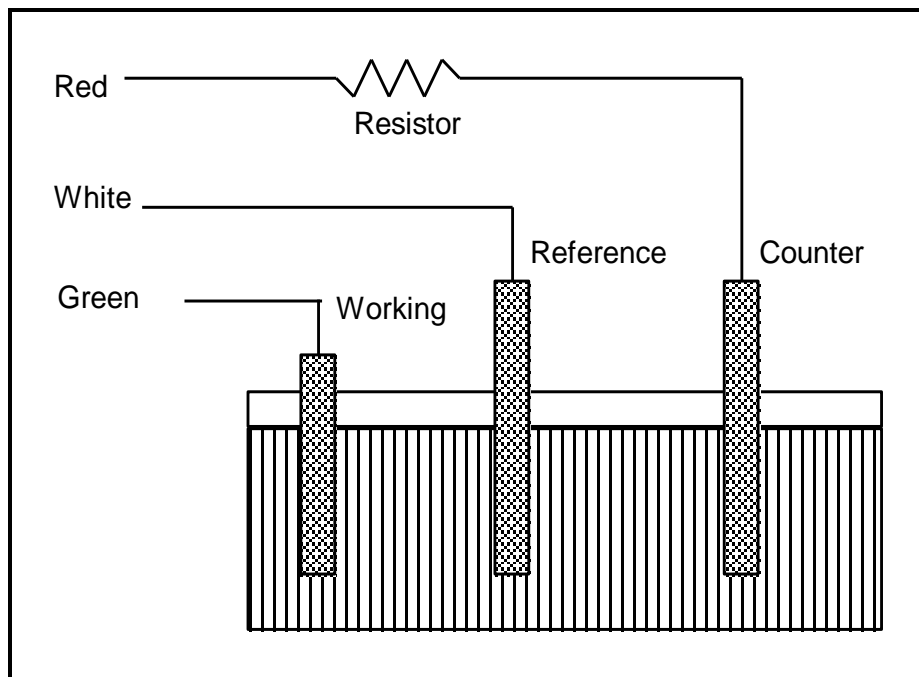 Red
Resistor
White
Reference
Counter
Green
Working